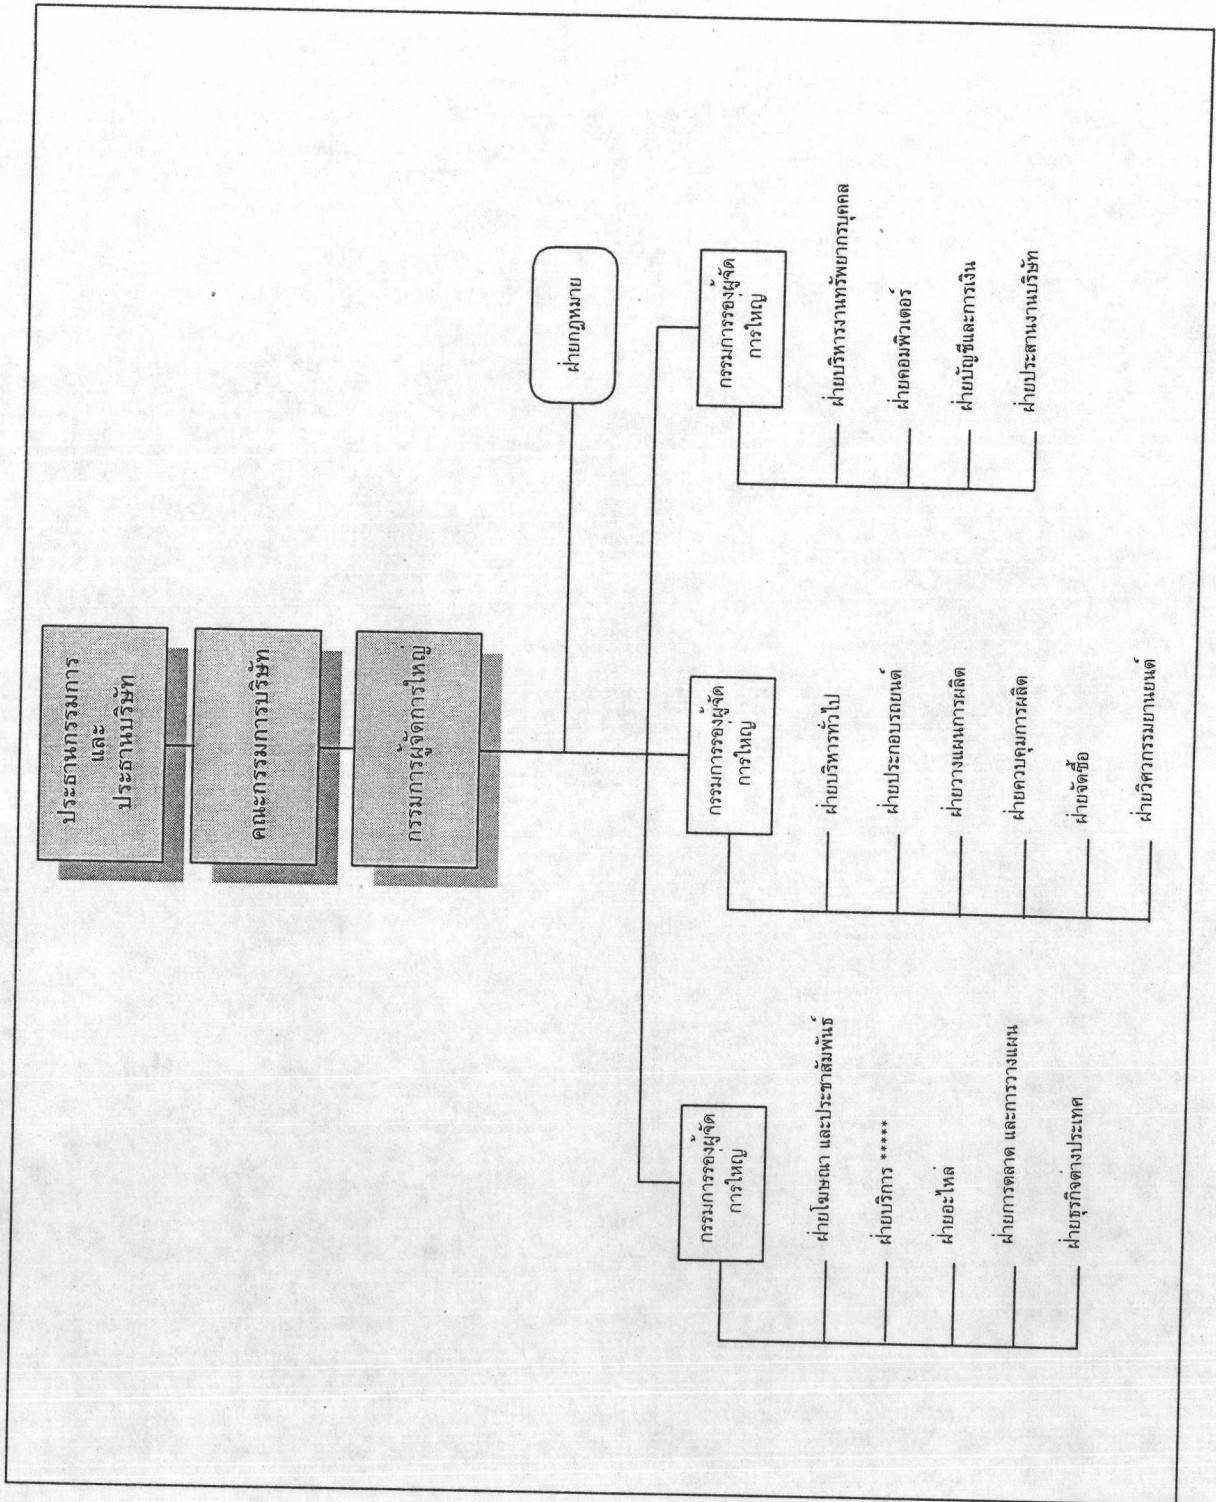 ประธานกรรมการ
และ
ประธานบริษัท
คณะกรรมการบริษัท
กรรมการผู้จัดการใหญ่
ฝ่ายกฎหมาย
กรรมการรองผู้จัด
การใหญ่
ฝ่ายโฆษณา และประชาสัมพันธ์
ฝ่ายบริการ *****
ฝ่ายอะไหล่
ฝ่ายการตลาด และการวางแผน
ฝ่ายธุรกิจต่างประเทศ
กรรมการรองผู้จัด
การใหญ่
ฝ่ายบริหารทั่วไป
ฝ่ายประกอบรถยนต์
ฝ่ายวางแผนการผลิต
ฝ่ายควบคุมการผลิต
ฝ่ายจัดซื้อ
ฝ่ายวิศวกรรมยานยนต์
กรรมการรองผู้จัด
การใหญ่
ฝ่ายบริหารงานทรัพยากรบุคคล
ฝ่ายคอมพิวเตอร์
ฝ่ายบัญชีและการเงิน
ฝ่ายประสานงานบริษัท